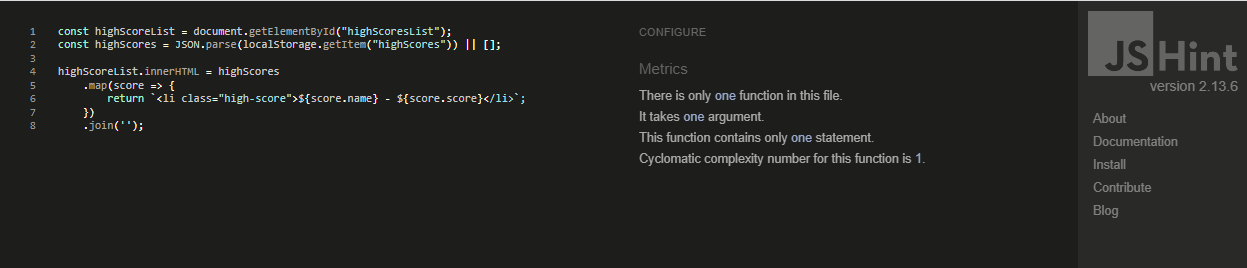 1 const highScoreList = document.getElementById("highScoresList");
2 const highScores = JSON.parse(localStorage.getItem("highScores")) || [];
3
4 highScoreList.innerHTML = highScores
5     .map(score => {
6         return `<li class="high-score">${score.name} - ${score.score}</li>`;
7     })
8     .join('');
CONFIGURE
Metrics
There is only one function in this file.
It takes one argument.
This function contains only one statement.
Cyclomatic complexity number for this function is 1.
JSHint
version 2.13.6
About
Documentation
Install
Contribute
Blog